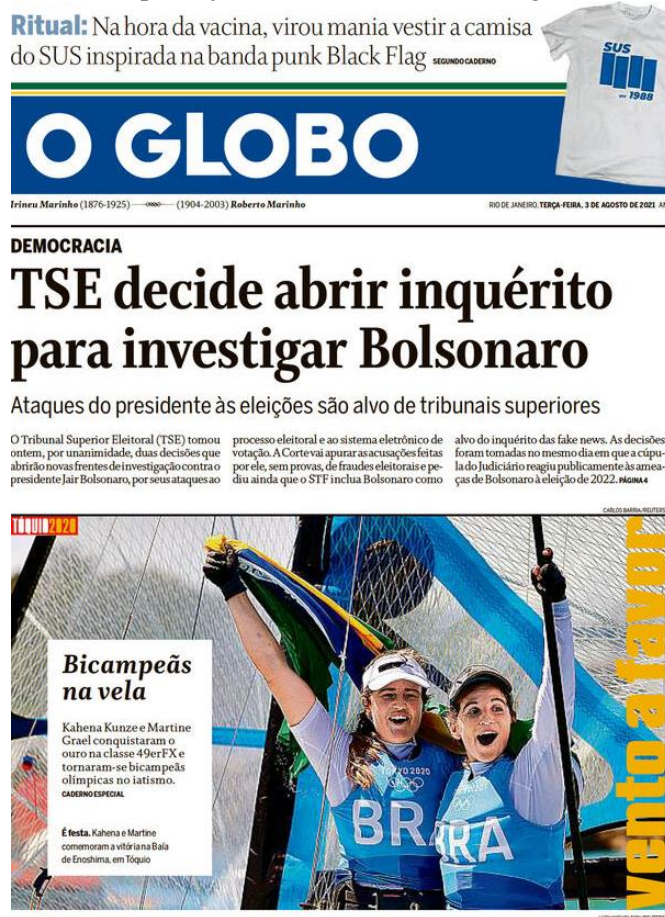 Ritual: Na hora da vacina, virou mania vestir a camisa
do SUS inspirada na banda punk Black Flag SEGUNDO CADERNO
SUS
1988
O GLOBO
Irineu Marinho (1876-1925) (1904-2003) Roberto Marinho
RIO DE JANEIRO, TERÇA-FEIRA, 3 DE AGOSTO DE 2021
DEMOCRACIA
TSE decide abrir inquérito
para investigar Bolsonaro
Ataques do presidente às eleições são alvo de tribunais superiores
O Tribunal Superior Eleitoral (TSE) tomou
ontem, por unanimidade, duas decisões que
abrirão novas frentes de investigação contra o
presidente Jair Bolsonaro, por seus ataques ao
processo eleitoral e ao sistema eletrônico de
votação. A Corte vai apurar as acusações feitas
por ele, sem provas, de fraudes eleitorais e pe-
diu ainda que o STF inclua Bolsonaro como
alvo do inquérito das fake news. As decisões
foram tomadas no mesmo dia em que a cúpu-
la do Judiciário reagiu publicamente às amea-
ças de Bolsonaro à eleição de 2022. PÁGINA 4
CARLOS BARRIA/REUTERS
TÓQUIO2020
vento a favor
Bicampeãs
na vela
Kahena Kunze e Martine
Grael conquistaram o
ouro na classe 49erFX e
tornaram-se bicampeãs
olímpicas no iatismo.
CADERNO ESPECIAL
É festa. Kahena e Martine
comemoram a vitória na Baía
de Enoshima, em Tóquio
TOKYO 2020
BRA
BRA